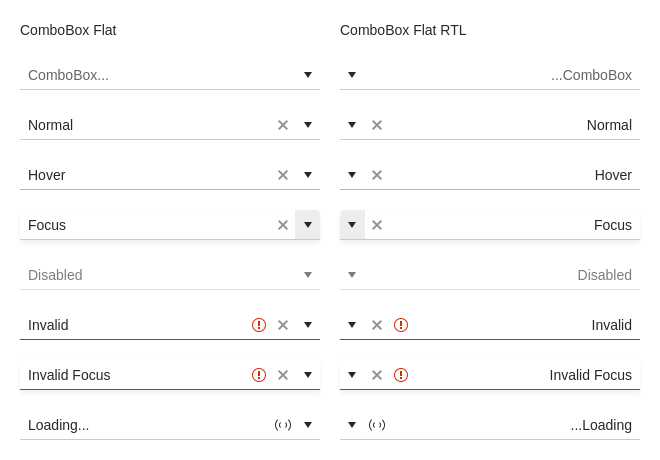 ComboBox Flat
ComboBox...
Normal
Hover
Focus
Disabled
Invalid
Invalid Focus
Loading...
ComboBox Flat RTL
...ComboBox
Normal
Hover
Focus
Disabled
Invalid
Invalid Focus
...Loading